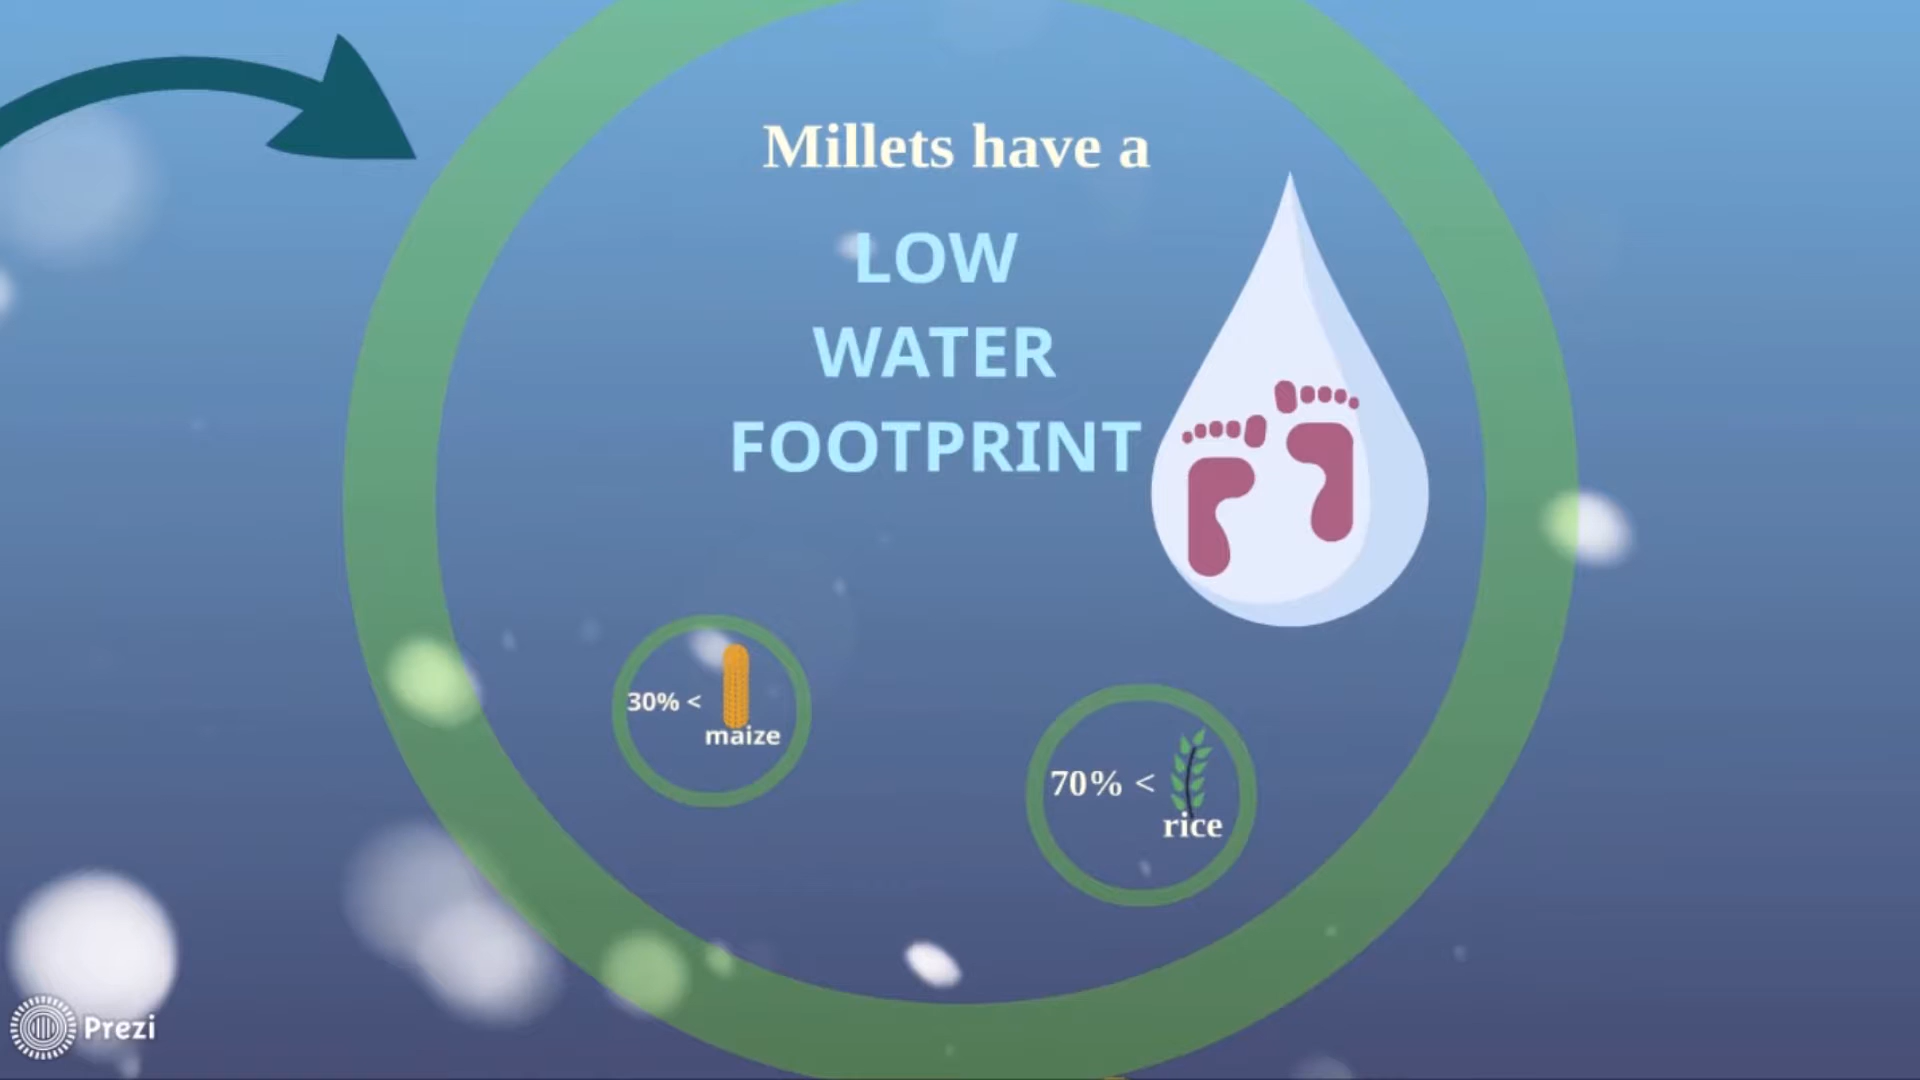 Millets have a
LOW
WATER
FOOTPRINT
30% <
maize
70% <
rice
Prezi